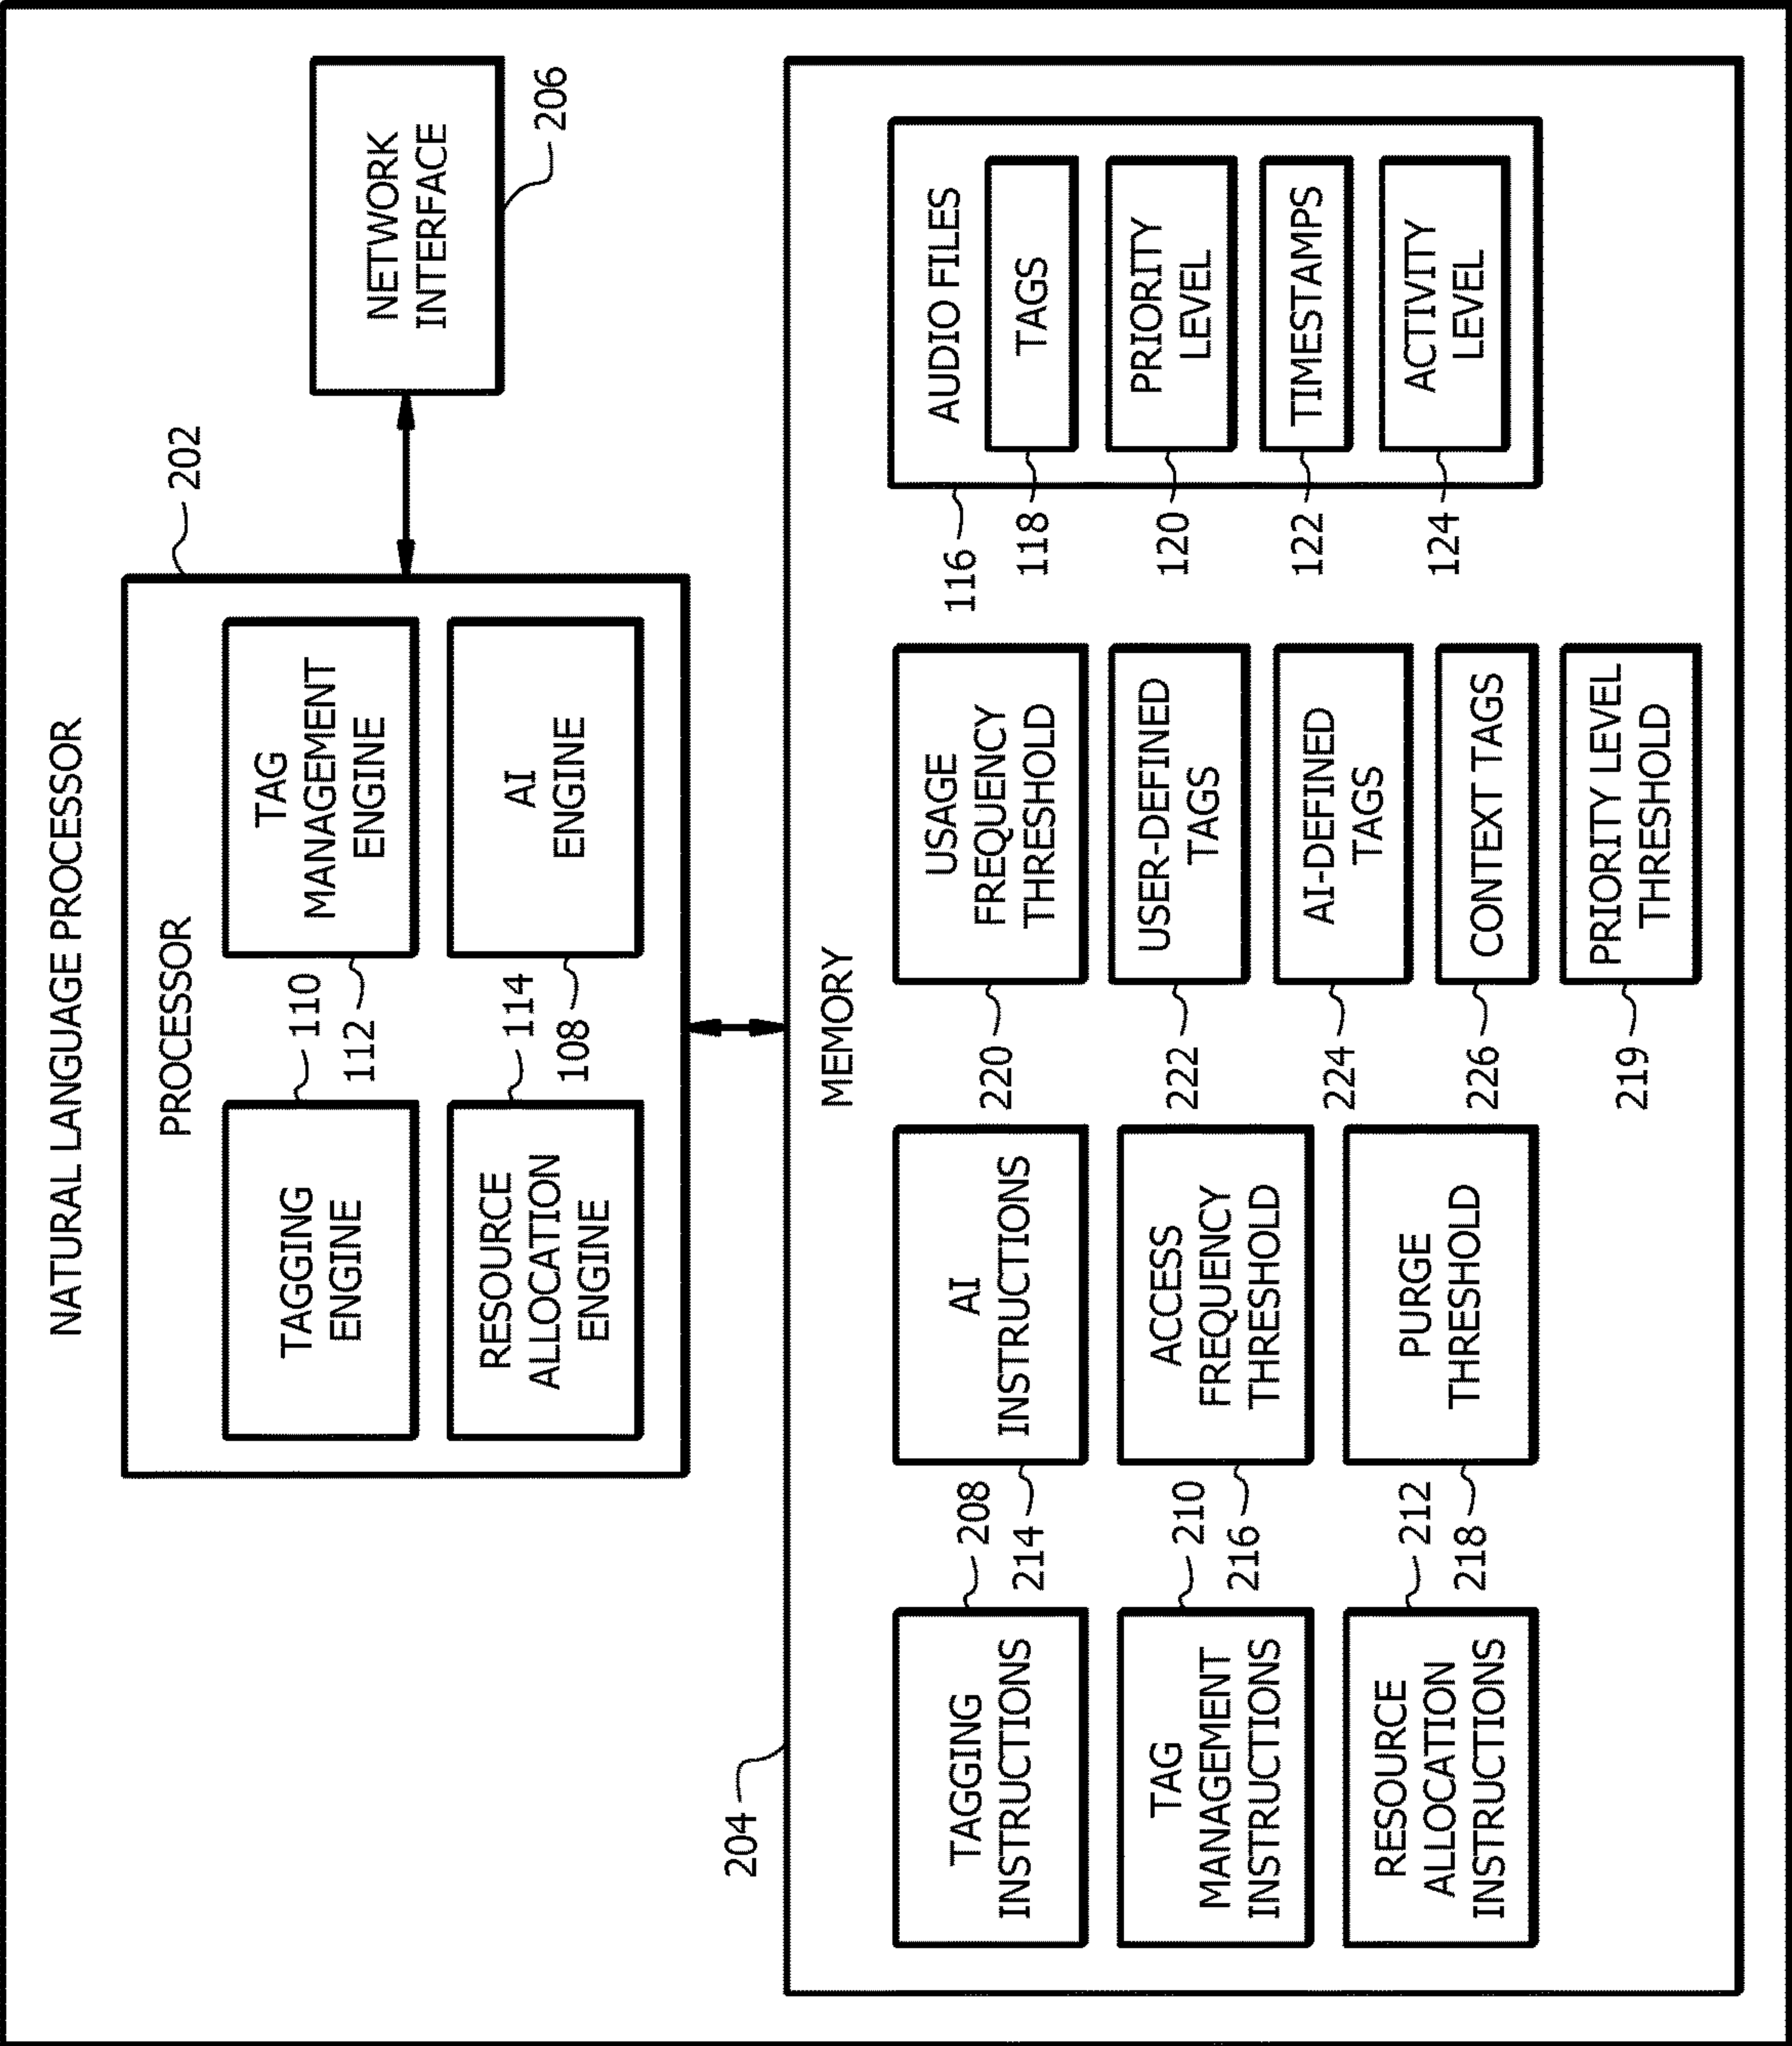 NATURAL LANGUAGE PROCESSOR
PROCESSOR
202
TAGGING
ENGINE
110
TAG
MANAGEMENT
ENGINE
112
RESOURCE
ALLOCATION
ENGINE
114
AI
ENGINE
108
NETWORK
INTERFACE
206
204
MEMORY
TAGGING
INSTRUCTIONS
208
AI
INSTRUCTIONS
214
TAG
MANAGEMENT
INSTRUCTIONS
210
ACCESS
FREQUENCY
THRESHOLD
216
RESOURCE
ALLOCATION
INSTRUCTIONS
212
PURGE
THRESHOLD
218
USAGE
FREQUENCY
THRESHOLD
220
USER-DEFINED
TAGS
222
AI-DEFINED
TAGS
224
CONTEXT TAGS
226
PRIORITY LEVEL
THRESHOLD
219
AUDIO FILES
116
TAGS
118
PRIORITY
LEVEL
120
TIMESTAMPS
122
ACTIVITY
LEVEL
124